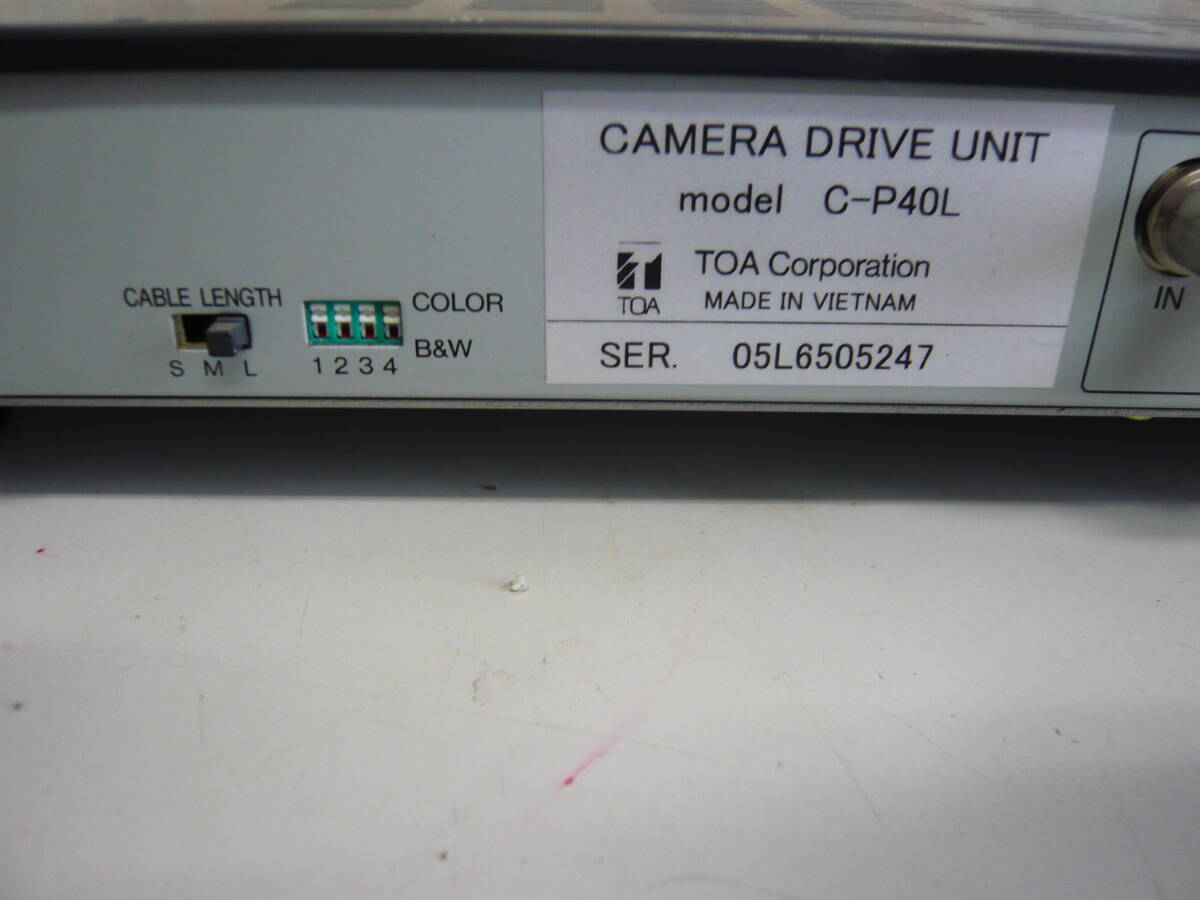 CAMERA DRIVE UNIT
model C-P40L
TOA Corporation
TOA
MADE IN VIETNAM
SER. 05L6505247
CABLE LENGTH
S M L
COLOR
B&W
1 2 3 4
IN